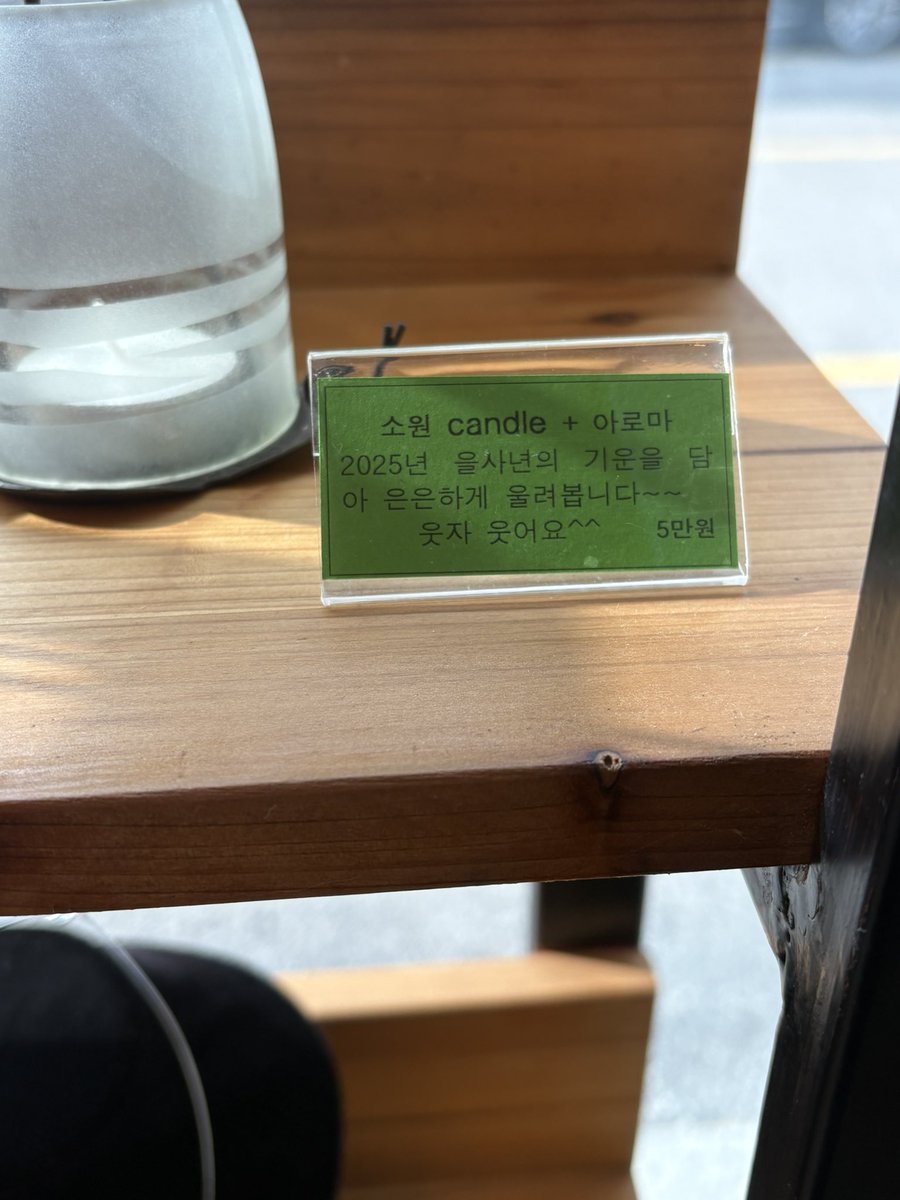 소원 candle + 아로마
2025년 을사년의 기운을 담
아 은은하게 울려봅니다~~
웃자 웃어요^^ 5만원